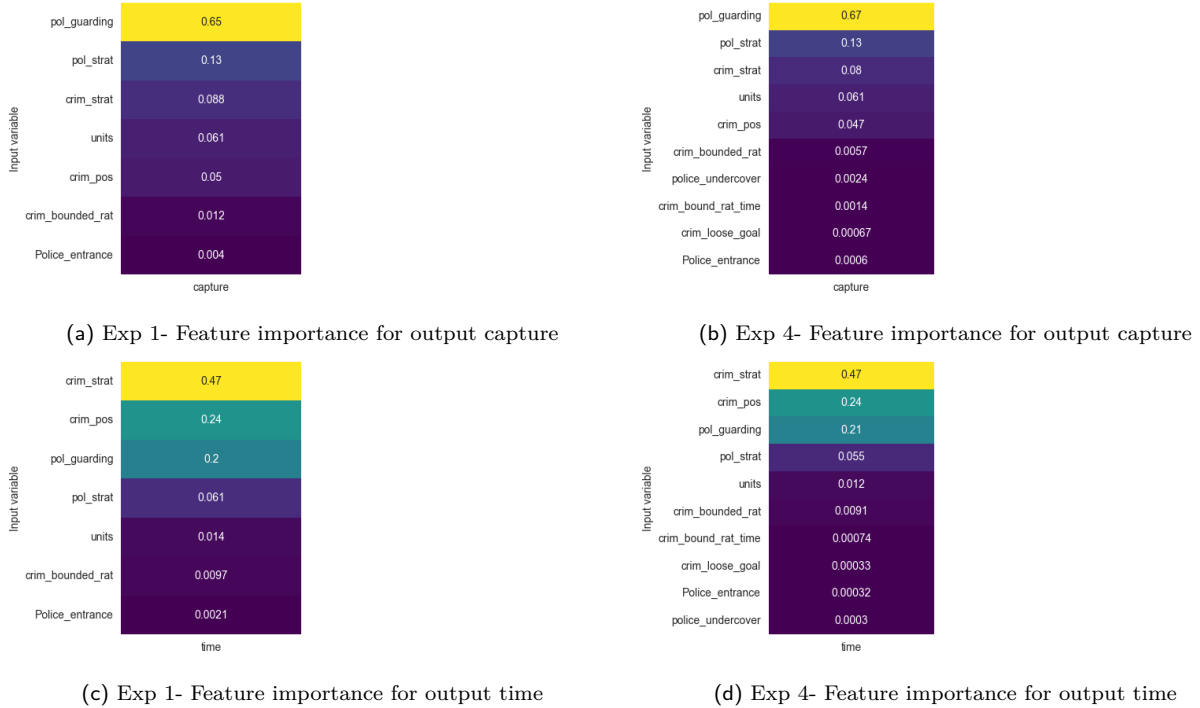 pol_guarding 0.65
pol_strat 0.13
crim_strat 0.088
units 0.061
crim_pos 0.05
crim_bounded_rat 0.012
Police_entrance 0.004
Input variable
capture
(a) Exp 1- Feature importance for output capture
pol_guarding 0.67
pol_strat 0.13
crim_strat 0.08
units 0.061
crim_pos 0.047
crim_bounded_rat 0.0057
police_undercover 0.0024
crim_bound_rat_time 0.0014
crim_loose_goal 0.00067
Police_entrance 0.0006
Input variable
capture
(b) Exp 4- Feature importance for output capture
crim_strat 0.47
crim_pos 0.24
pol_guarding 0.2
pol_strat 0.061
units 0.014
crim_bounded_rat 0.0097
Police_entrance 0.0021
Input variable
time
(c) Exp 1- Feature importance for output time
crim_strat 0.47
crim_pos 0.24
pol_guarding 0.21
pol_strat 0.055
units 0.012
crim_bounded_rat 0.0091
crim_bound_rat_time 0.00074
crim_loose_goal 0.00033
Police_entrance 0.00032
police_undercover 0.0003
Input variable
time
(d) Exp 4- Feature importance for output time